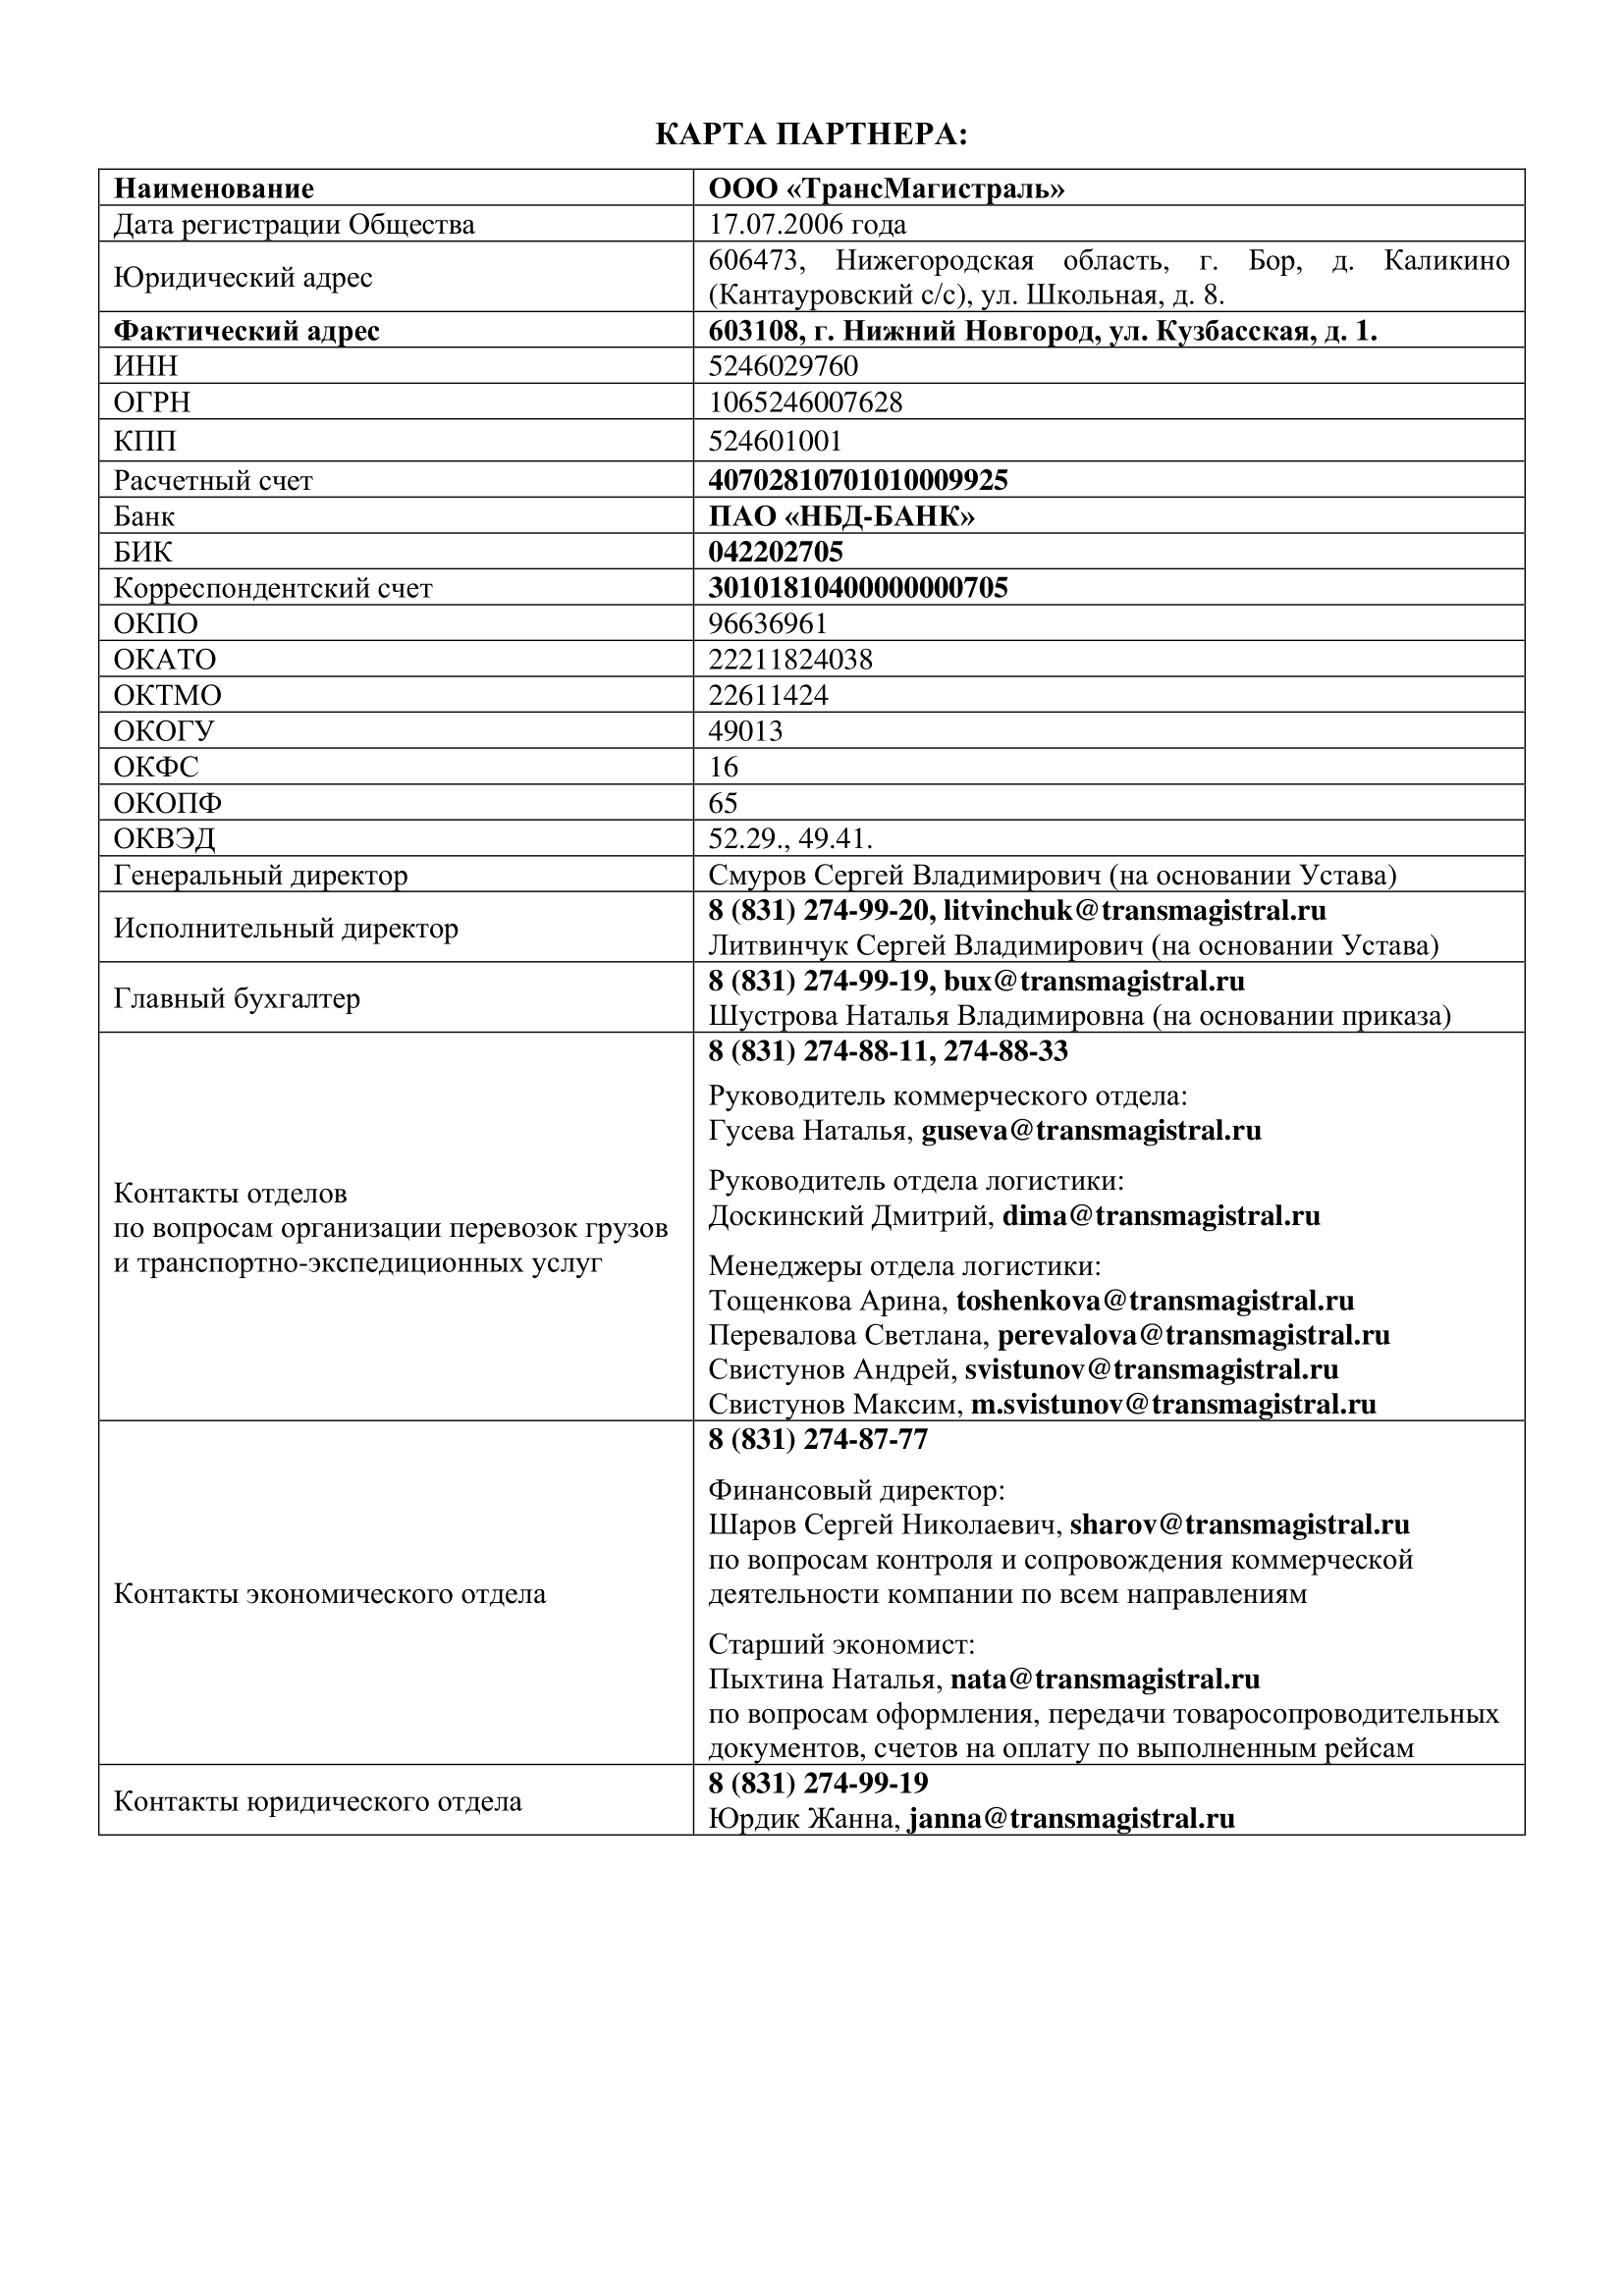 КАРТА ПАРТНЕРА:
Наименование
ООО «ТрансМагистраль»
Дата регистрации Общества
17.07.2006 года
Юридический адрес
606473, Нижегородская область, г. Бор, д. Каликино
(Кантауровский с/с), ул. Школьная, д. 8.
Фактический адрес
603108, г. Нижний Новгород, ул. Кузбасская, д. 1.
ИНН
5246029760
ОГРН
1065246007628
КПП
524601001
Расчетный счет
40702810701010009925
Банк
ПАО «НБД-БАНК»
БИК
042202705
Корреспондентский счет
30101810400000000705
ОКПО
96636961
ОКАТО
22211824038
ОКТМО
22611424
ОКОГУ
49013
ОКФС
16
ОКОПФ
65
ОКВЭД
52.29., 49.41.
Генеральный директор
Смуров Сергей Владимирович (на основании Устава)
Исполнительный директор
8 (831) 274-99-20, litvinchuk@transmagistral.ru
Литвинчук Сергей Владимирович (на основании Устава)
Главный бухгалтер
8 (831) 274-99-19, bux@transmagistral.ru
Шустрова Наталья Владимировна (на основании приказа)
Контакты отделов
по вопросам организации перевозок грузов
и транспортно-экспедиционных услуг
8 (831) 274-88-11, 274-88-33
Руководитель коммерческого отдела:
Гусева Наталья, guseva@transmagistral.ru
Руководитель отдела логистики:
Доскинский Дмитрий, dima@transmagistral.ru
Менеджеры отдела логистики:
Тощенкова Арина, toshenkova@transmagistral.ru
Перевалова Светлана, perevalova@transmagistral.ru
Свистунов Андрей, svistunov@transmagistral.ru
Свистунов Максим, m.svistunov@transmagistral.ru
Контакты экономического отдела
8 (831) 274-87-77
Финансовый директор:
Шаров Сергей Николаевич, sharov@transmagistral.ru
по вопросам контроля и сопровождения коммерческой
деятельности компании по всем направлениям
Старший экономист:
Пыхтина Наталья, nata@transmagistral.ru
по вопросам оформления, передачи товаросопроводительных
документов, счетов на оплату по выполненным рейсам
Контакты юридического отдела
8 (831) 274-99-19
Юрдик Жанна, janna@transmagistral.ru